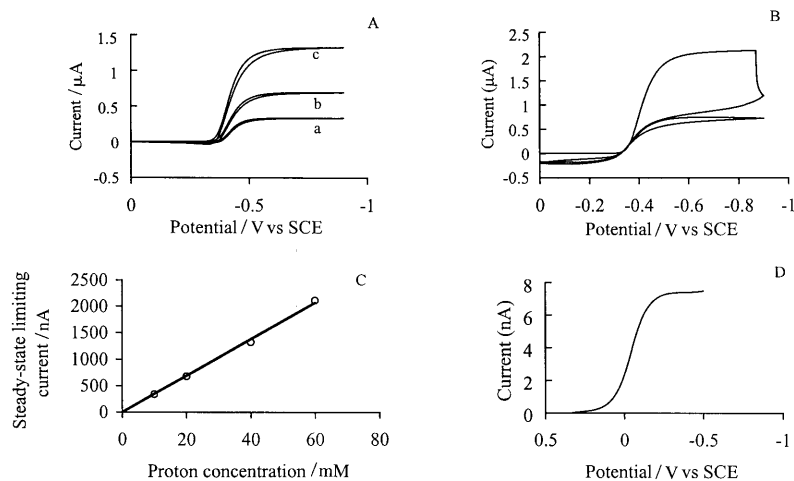 A
1.5
1
0.5
0
-0.5
Current / µA
c
b
a
0
-0.5
-1
Potential / V vs SCE
B
2.5
2
1.5
1
0.5
0
-0.5
Current (µA)
0
-0.2
-0.4
-0.6
-0.8
-1
Potential / V vs SCE
C
2500
2000
1500
1000
500
0
Steady-state limiting
current /nA
0
20
40
60
80
Proton concentration / mM
D
8
6
4
2
0
Current (nA)
0.5
0
-0.5
-1
Potential / V vs SCE